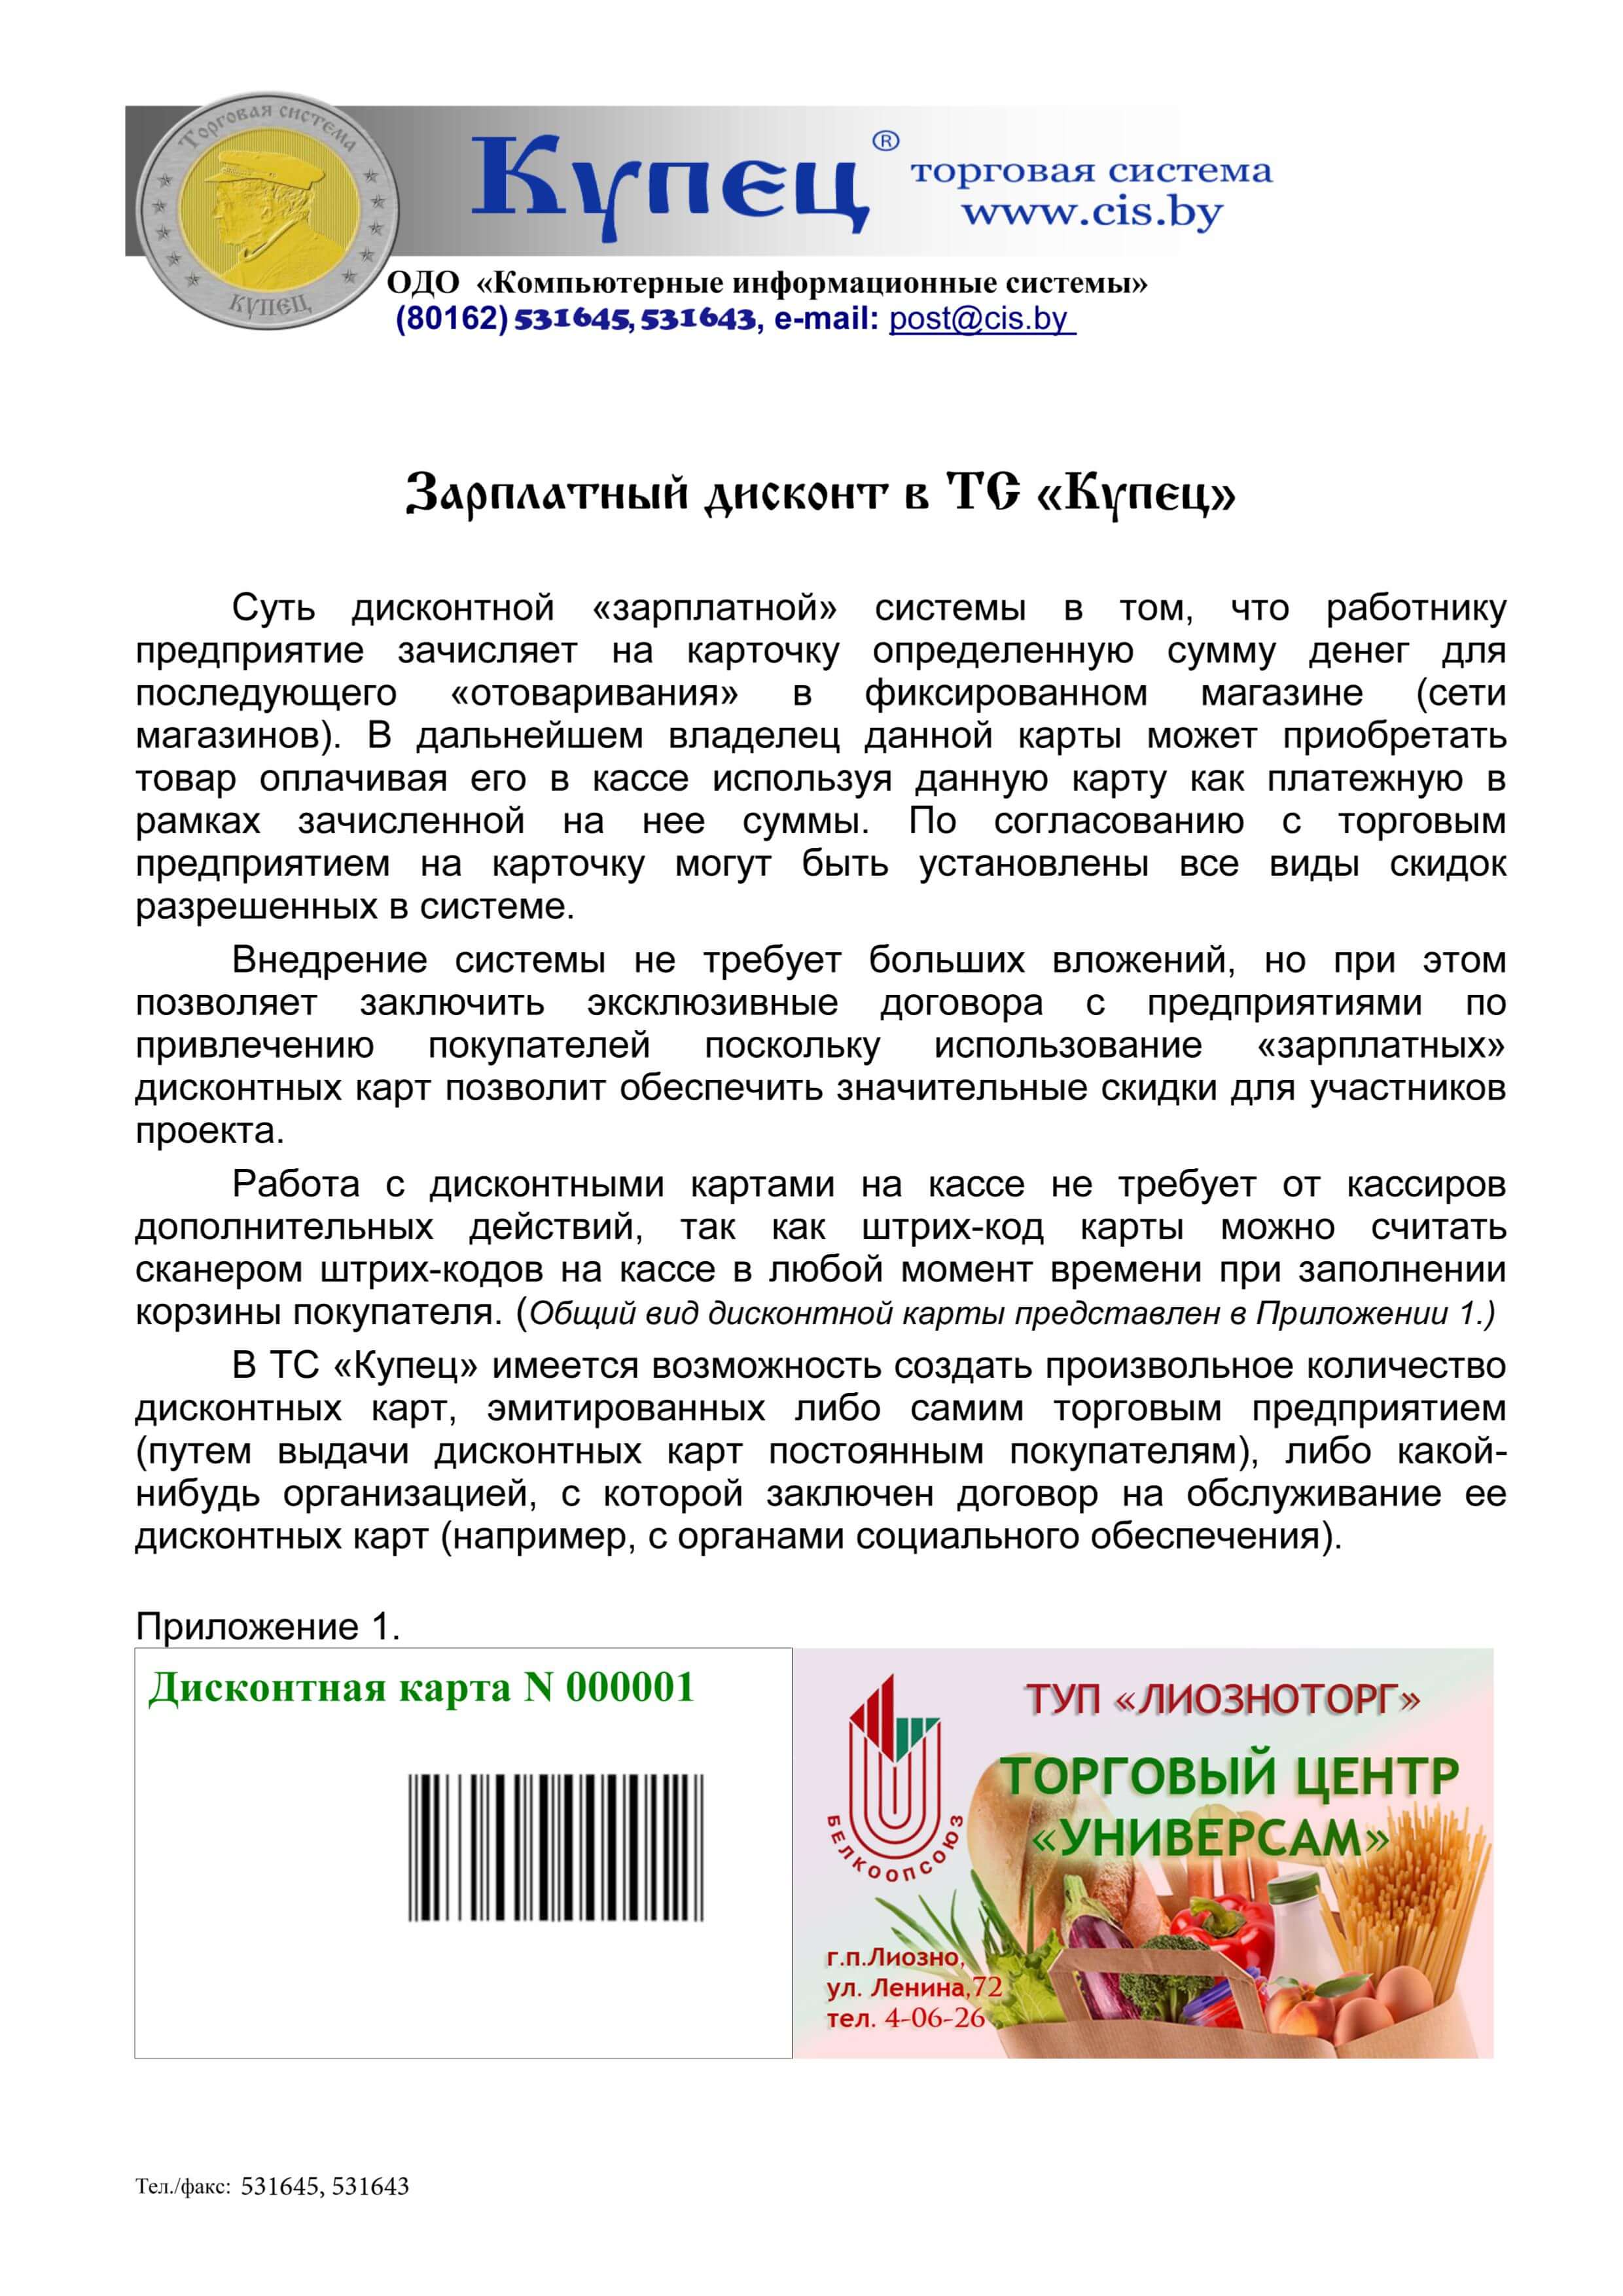 Торговая система
КУПЕЦ
Купец®
торговая система
www.cis.by
ОДО «Компьютерные информационные системы»
(80162) 531645, 531643, e-mail: post@cis.by
Зарплатный дисконт в ТС «Купец»
Суть дисконтной «зарплатной» системы в том, что работнику
предприятие зачисляет на карточку определенную сумму денег для
последующего «отоваривания» в фиксированном магазине (сети
магазинов). В дальнейшем владелец данной карты может приобретать
товар оплачивая его в кассе используя данную карту как платежную в
рамках зачисленной на нее суммы. По согласованию с торговым
предприятием на карточку могут быть установлены все виды скидок
разрешенных в системе.
Внедрение системы не требует больших вложений, но при этом
позволяет заключить эксклюзивные договора с предприятиями по
привлечению покупателей поскольку использование «зарплатных»
дисконтных карт позволит обеспечить значительные скидки для участников
проекта.
Работа с дисконтными картами на кассе не требует от кассиров
дополнительных действий, так как штрих-код карты можно считать
сканером штрих-кодов на кассе в любой момент времени при заполнении
корзины покупателя. (Общий вид дисконтной карты представлен в Приложении 1.)
В ТС «Купец» имеется возможность создать произвольное количество
дисконтных карт, эмитированных либо самим торговым предприятием
(путем выдачи дисконтных карт постоянным покупателям), либо какой-
нибудь организацией, с которой заключен договор на обслуживание ее
дисконтных карт (например, с органами социального обеспечения).
Приложение 1.
Дисконтная карта N 000001
ТУП «ЛИОЗНОТОРГ»
ТОРГОВЫЙ ЦЕНТР
«УНИВЕРСАМ»
БЕЛКООПСОЮЗ
г.п.Лиозно,
ул. Ленина,72
тел. 4-06-26
Тел./факс: 531645, 531643